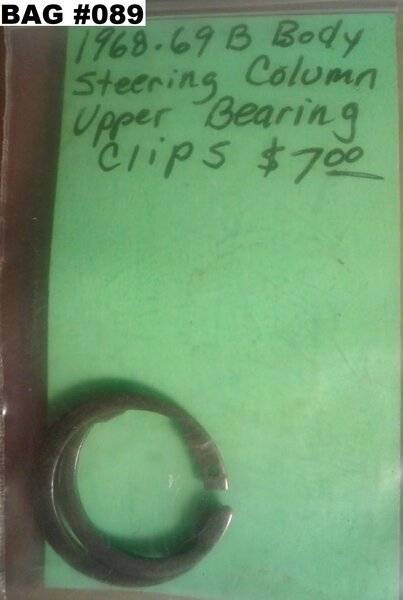 BAG #089
1968-69 B Body
Steering Column
Upper Bearing
Clips $7.00